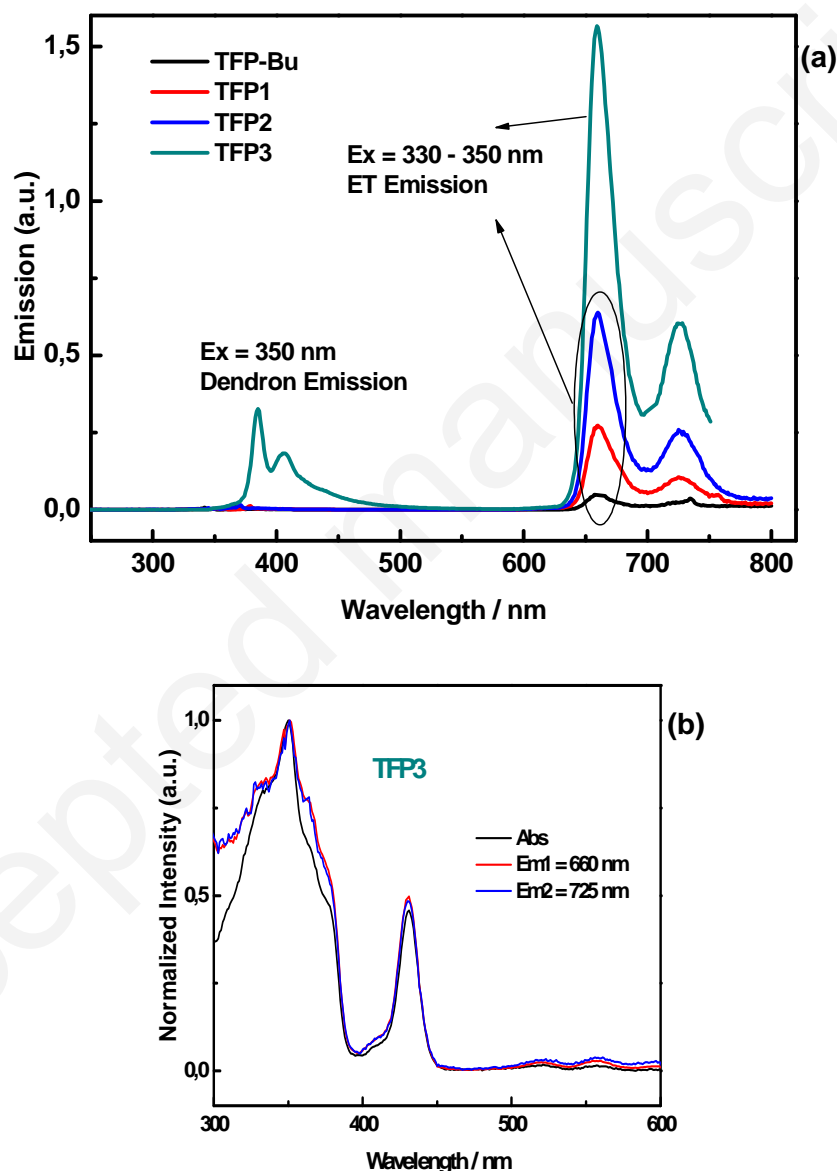 (a)
TFP-Bu
TFP1
TFP2
TFP3
Ex = 330 - 350 nm
ET Emission
Ex = 350 nm
Dendron Emission
1,5
1,0
0,5
0,0
Emission (a.u.)
300 400 500 600 700 800
Wavelength / nm
(b)
TFP3
Abs
Em1 = 660 nm
Em2 = 725 nm
1,0
0,5
0,0
Normalized Intensity (a.u.)
300 400 500 600
Wavelength / nm
epted manuscri